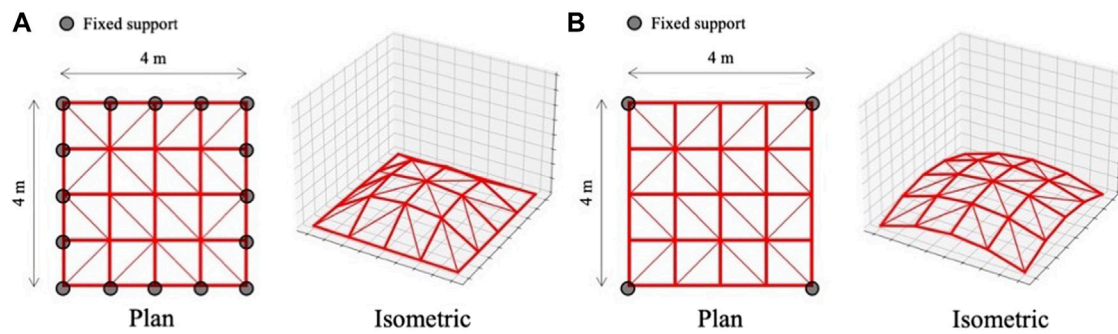 A
Fixed support
4 m
4 m
Plan
Isometric
B
Fixed support
4 m
4 m
Plan
Isometric